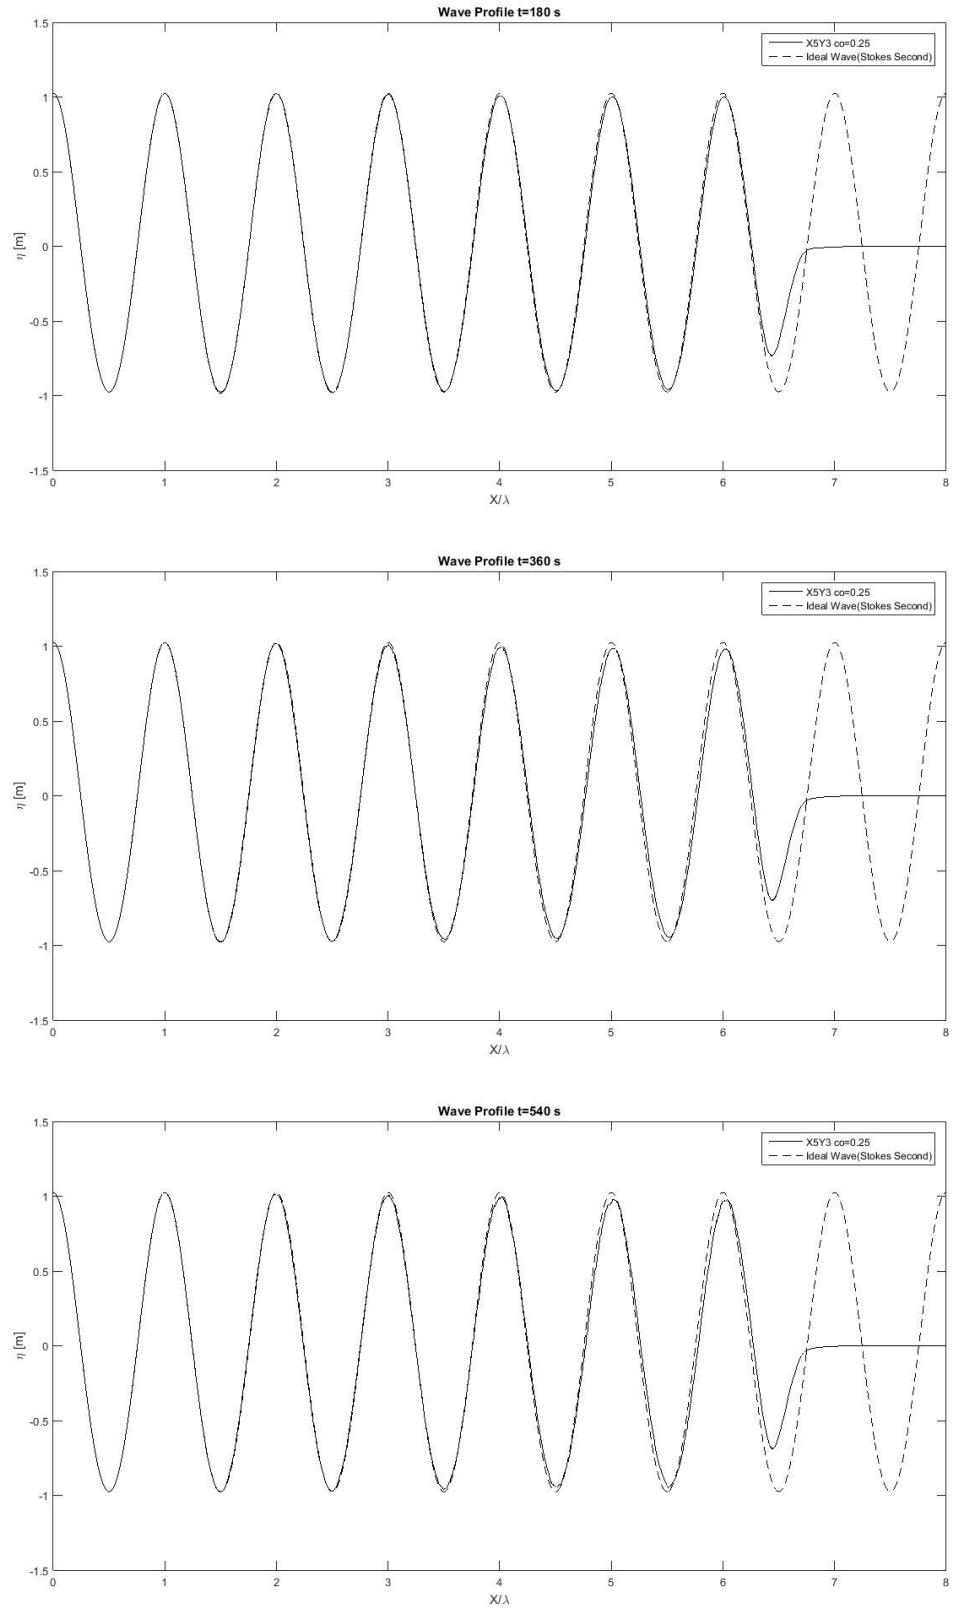 Wave Profile t=180 s
1.5
X5Y3 co=0.25
Ideal Wave(Stokes Second)
1
0.5
0
η [m]
-0.5
-1
-1.5
0 1 2 3 4 5 6 7 8
X/λ
Wave Profile t=360 s
1.5
X5Y3 co=0.25
Ideal Wave(Stokes Second)
1
0.5
0
η [m]
-0.5
-1
-1.5
0 1 2 3 4 5 6 7 8
X/λ
Wave Profile t=540 s
1.5
X5Y3 co=0.25
Ideal Wave(Stokes Second)
1
0.5
0
η [m]
-0.5
-1
-1.5
0 1 2 3 4 5 6 7 8
X/λ